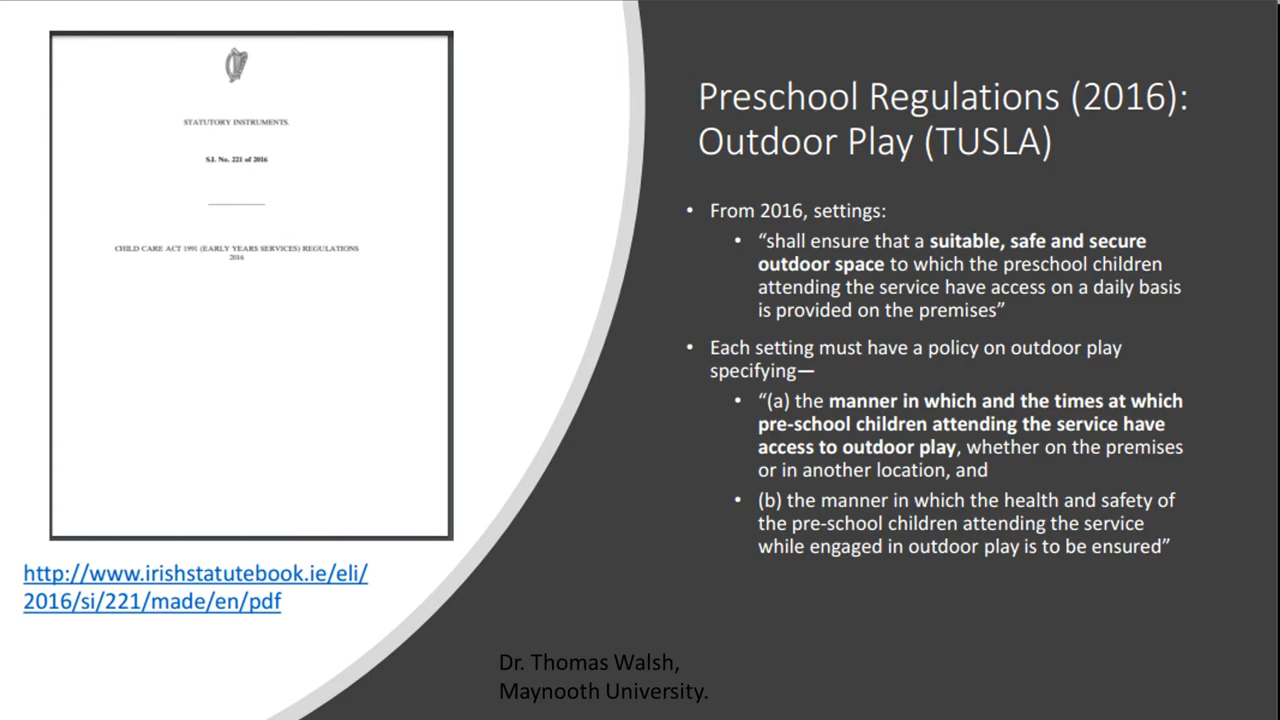 STATUTORY INSTRUMENTS.
S.I. No. 221 of 2016
CHILD CARE ACT 1991 (EARLY YEARS SERVICES) REGULATIONS
2016
http://www.irishstatutebook.ie/eli/
2016/si/221/made/en/pdf
Preschool Regulations (2016):
Outdoor Play (TUSLA)
• From 2016, settings:
• “shall ensure that a suitable, safe and secure
outdoor space to which the preschool children
attending the service have access on a daily basis
is provided on the premises”
• Each setting must have a policy on outdoor play
specifying—
• “(a) the manner in which and the times at which
pre-school children attending the service have
access to outdoor play, whether on the premises
or in another location, and
• (b) the manner in which the health and safety of
the pre-school children attending the service
while engaged in outdoor play is to be ensured”
Dr. Thomas Walsh,
Maynooth University.